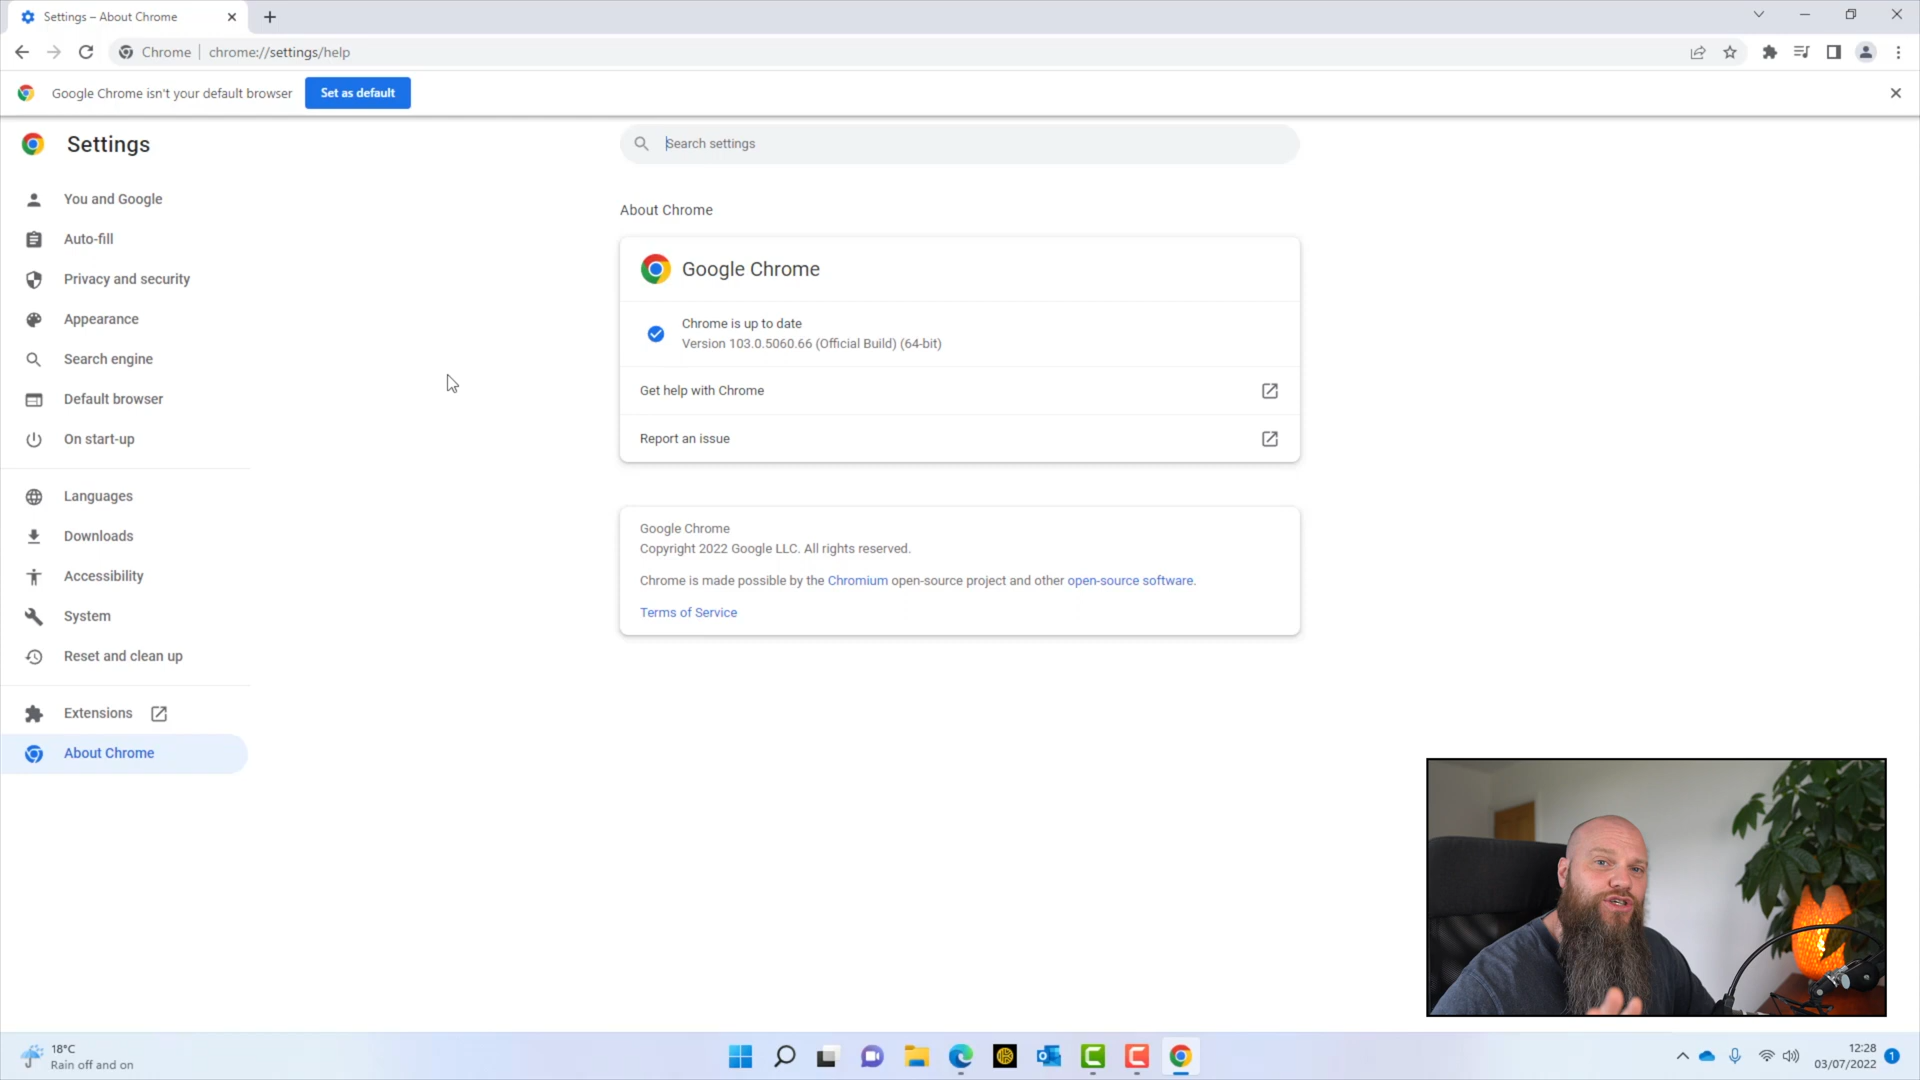 Settings – About Chrome
Chrome
chrome://settings/help
Google Chrome isn't your default browser
Set as default
Settings
Search settings
You and Google
Auto-fill
Privacy and security
Appearance
Search engine
Default browser
On start-up
Languages
Downloads
Accessibility
System
Reset and clean up
Extensions
About Chrome
About Chrome
Google Chrome
Chrome is up to date
Version 103.0.5060.66 (Official Build) (64-bit)
Get help with Chrome
Report an issue
Google Chrome
Copyright 2022 Google LLC. All rights reserved.
Chrome is made possible by the Chromium open-source project and other open-source software.
Terms of Service
18°C
Rain off and on
12:28
03/07/2022
1